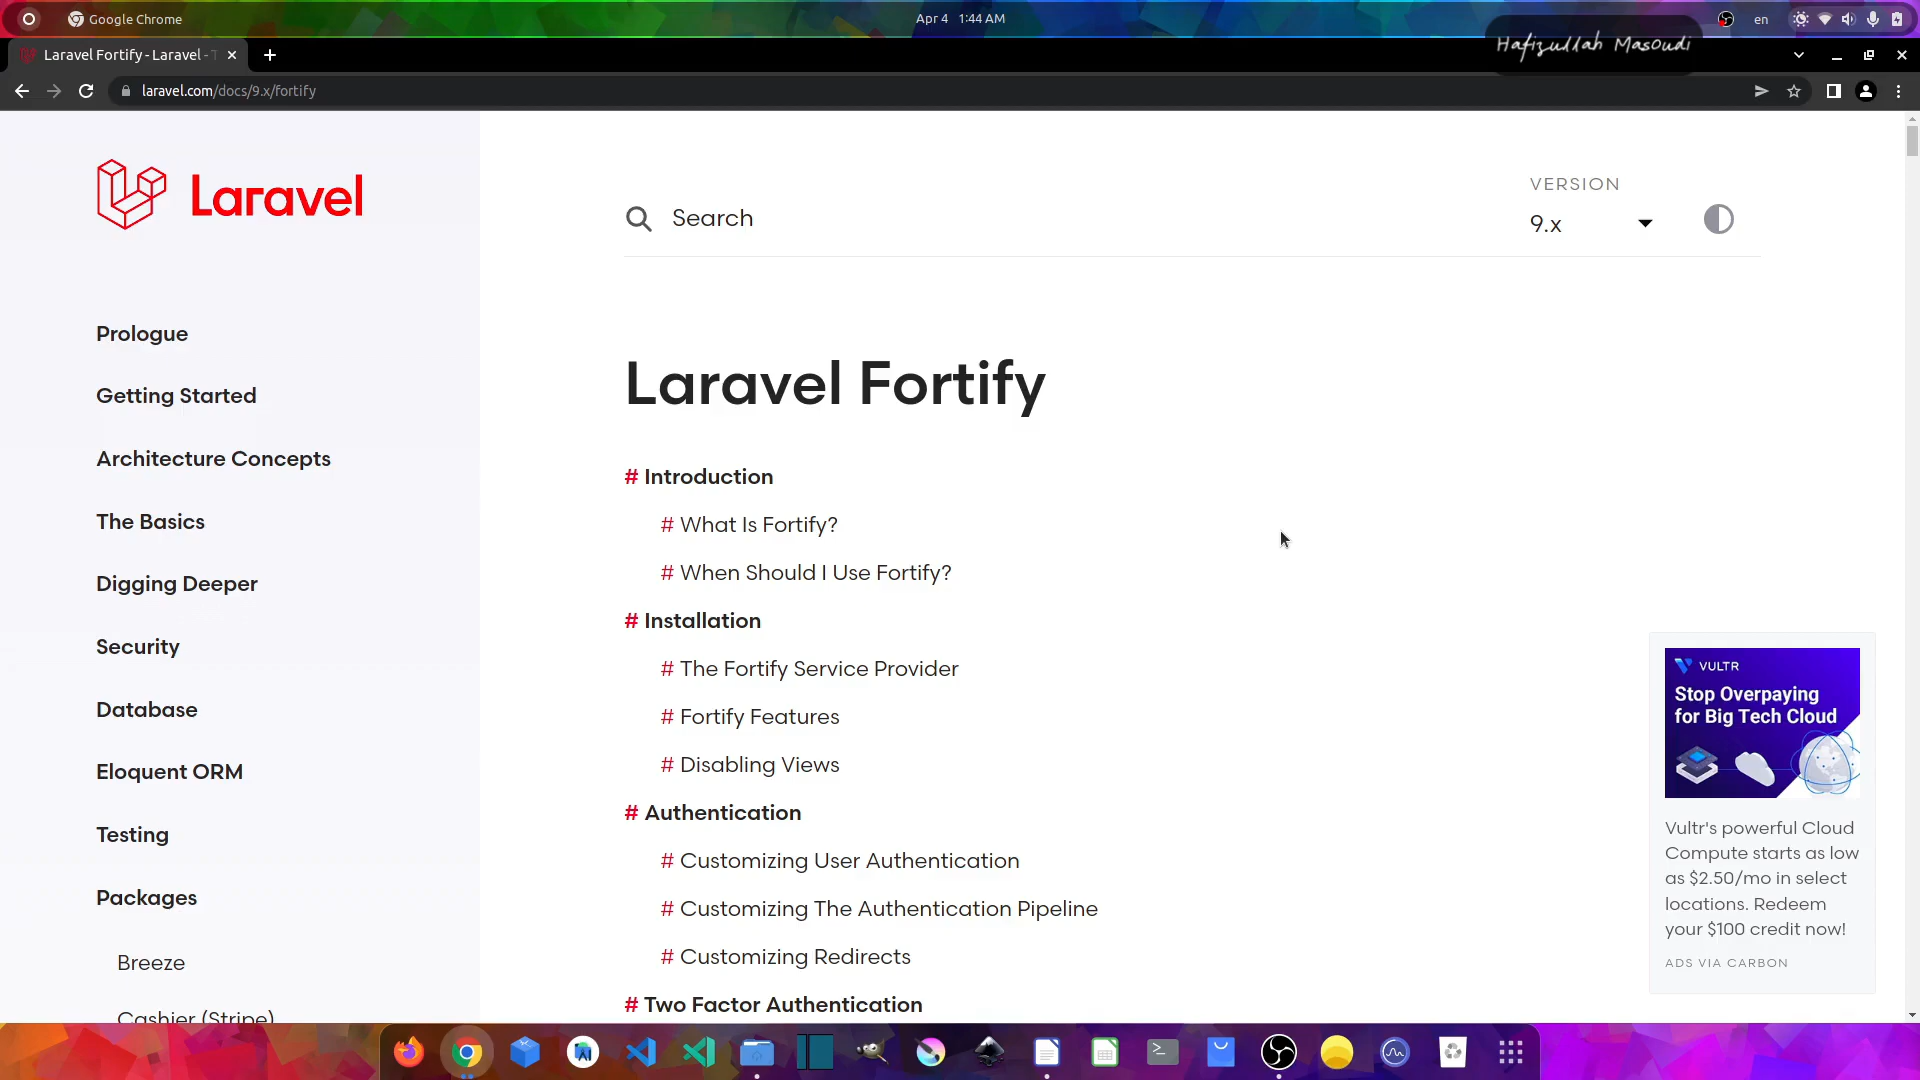 Google Chrome
Apr 4 1:44 AM
en
Hafizullah Masoudi
Laravel Fortify - Laravel - T
laravel.com/docs/9.x/fortify
Laravel
Prologue
Getting Started
Architecture Concepts
The Basics
Digging Deeper
Security
Database
Eloquent ORM
Testing
Packages
Breeze
Cashier (Stripe)
Search
VERSION
9.x
Laravel Fortify
# Introduction
# What Is Fortify?
# When Should I Use Fortify?
# Installation
# The Fortify Service Provider
# Fortify Features
# Disabling Views
# Authentication
# Customizing User Authentication
# Customizing The Authentication Pipeline
# Customizing Redirects
# Two Factor Authentication
VULTR
Stop Overpaying
for Big Tech Cloud
Vultr's powerful Cloud
Compute starts as low
as $2.50/mo in select
locations. Redeem
your $100 credit now!
ADS VIA CARBON